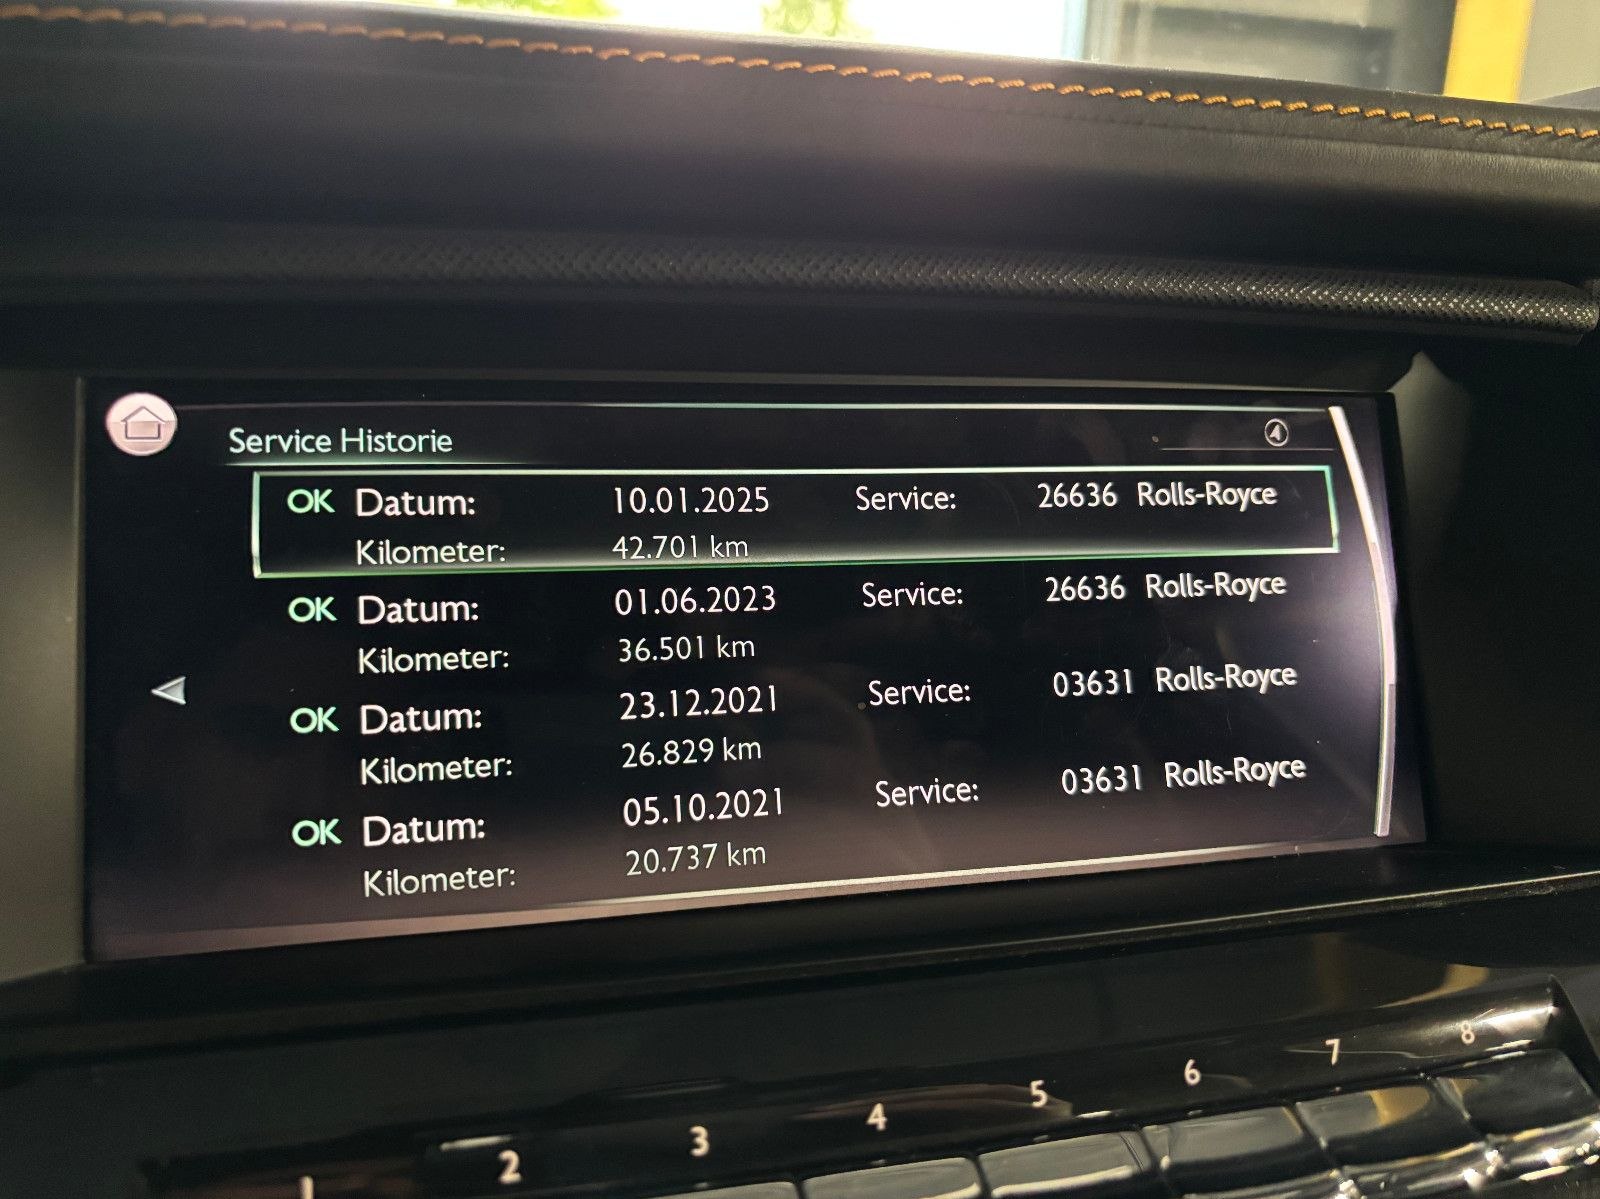 Service Historie
OK Datum: 10.01.2025 Service: 26636 Rolls-Royce
Kilometer: 42.701 km
OK Datum: 01.06.2023 Service: 26636 Rolls-Royce
Kilometer: 36.501 km
OK Datum: 23.12.2021 Service: 03631 Rolls-Royce
Kilometer: 26.829 km
OK Datum: 05.10.2021 Service: 03631 Rolls-Royce
Kilometer: 20.737 km
1 2 3 4 5 6 7 8